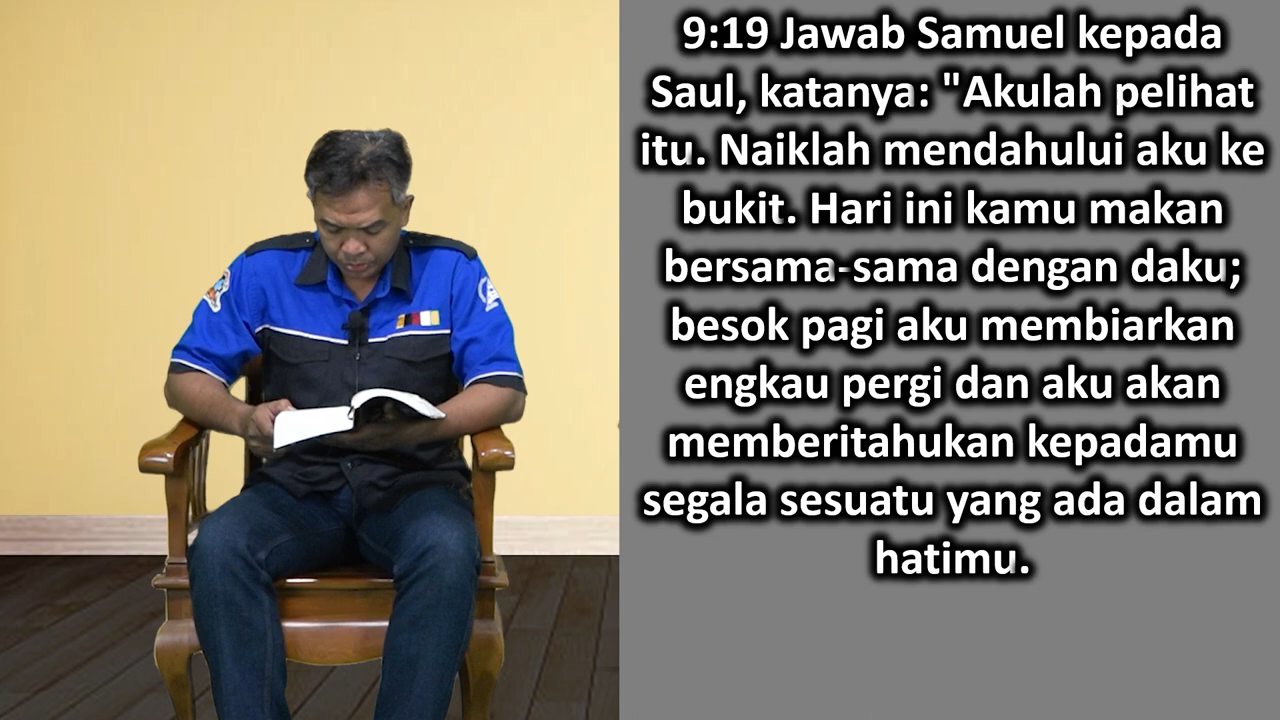 9:19 Jawab Samuel kepada
Saul, katanya: "Akulah pelihat
itu. Naiklah mendahului aku ke
bukit. Hari ini kamu makan
bersama-sama dengan daku;
besok pagi aku membiarkan
engkau pergi dan aku akan
memberitahukan kepadamu
segala sesuatu yang ada dalam
hatimu.